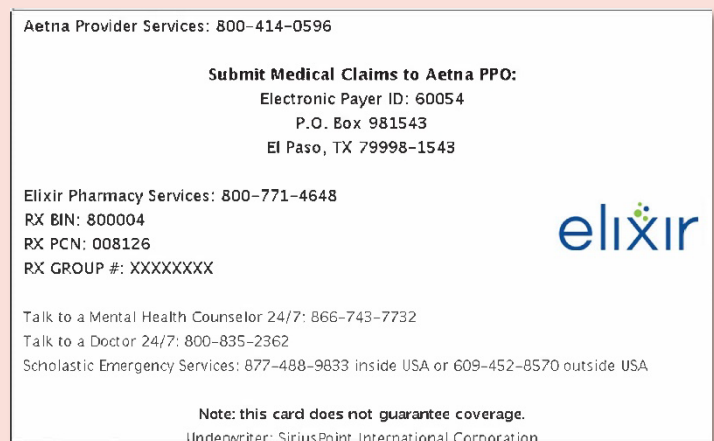 Aetna Provider Services: 800-414-0596
Submit Medical Claims to Aetna PPO:
Electronic Payer ID: 60054
P.O. Box 981543
El Paso, TX 79998-1543
Elixir Pharmacy Services: 800-771-4648
RX BIN: 800004
RX PCN: 008126
RX GROUP #: XXXXXXXX
elixir
Talk to a Mental Health Counselor 24/7: 866-743-7732
Talk to a Doctor 24/7: 800-835-2362
Scholastic Emergency Services: 877-488-9833 inside USA or 609-452-8570 outside USA
Note: this card does not guarantee coverage.
Underwriter: SiriusPoint International Corporation